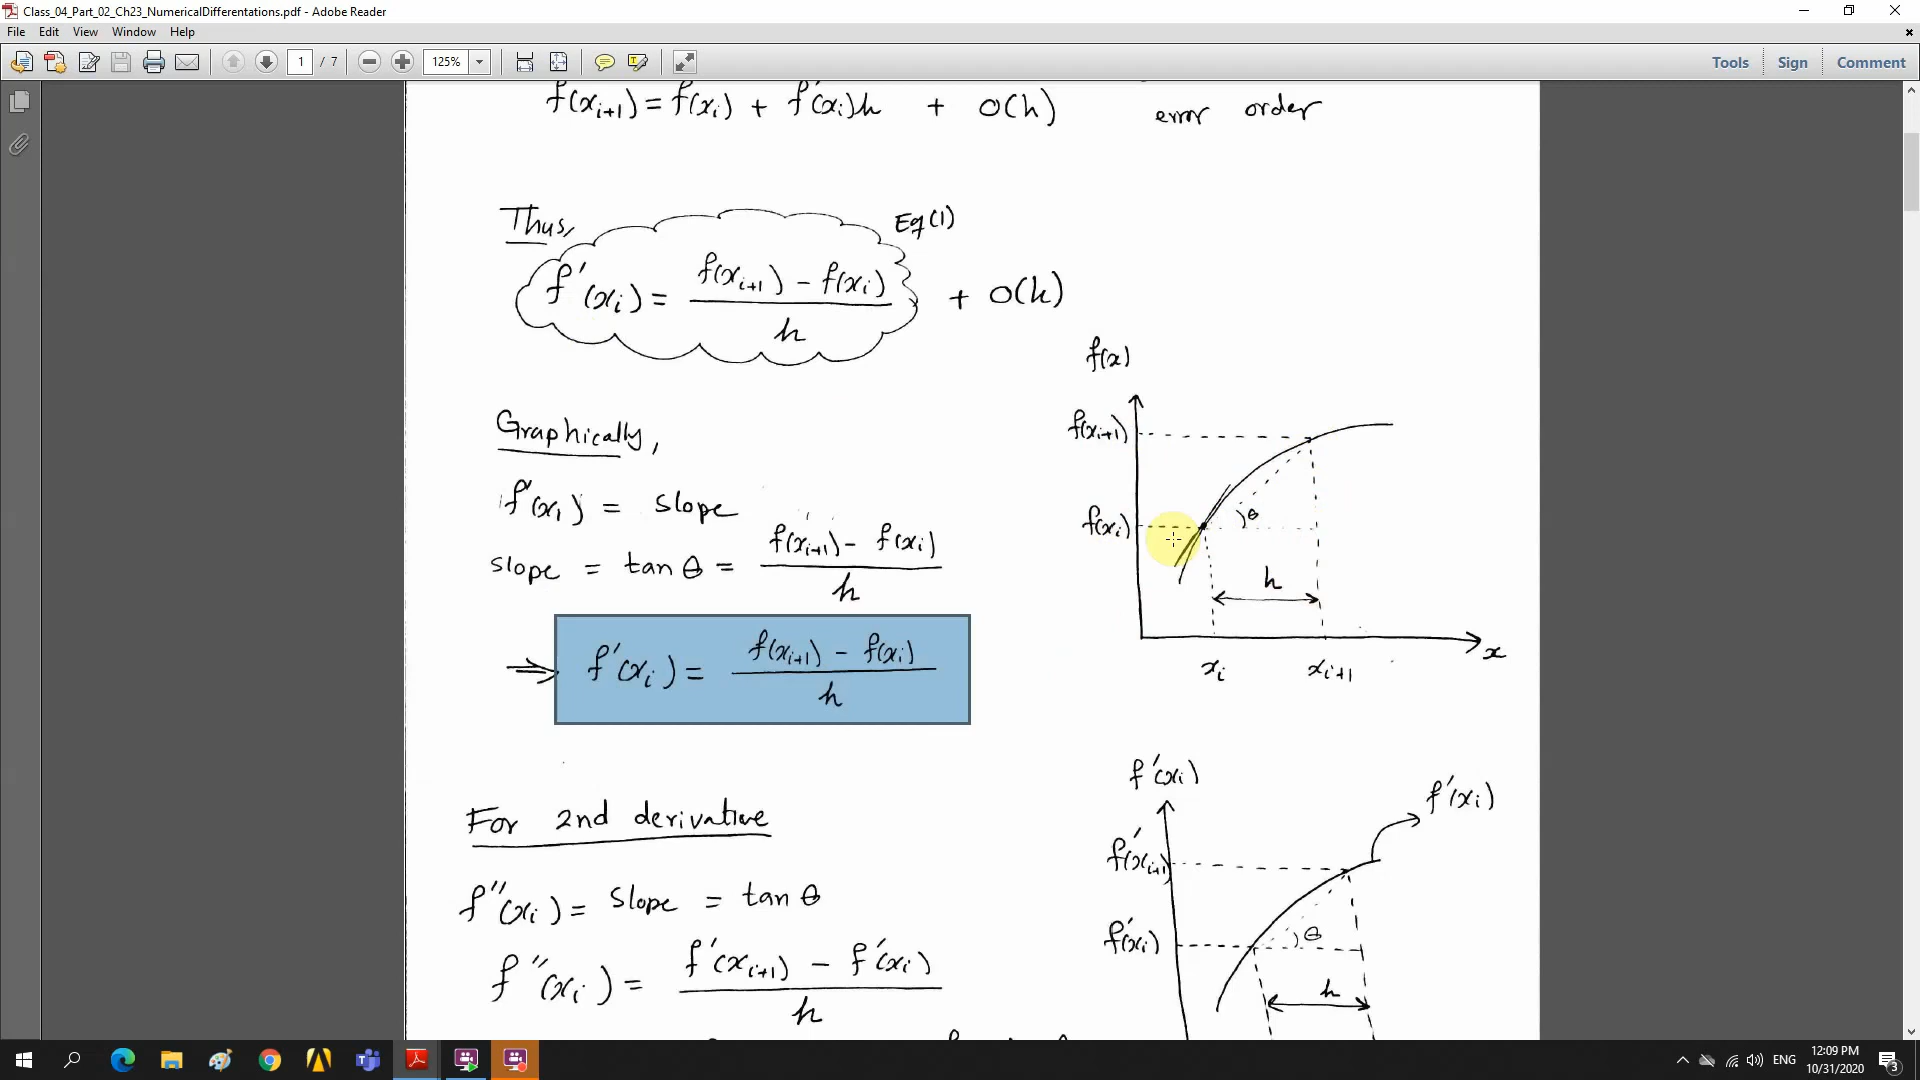 Class_04_Part_02_Ch23_NumericalDifferentations.pdf - Adobe Reader
File Edit View Window Help
1 / 7 125% Tools Sign Comment
f(xᵢ₊₁) = f(xᵢ) + f'(xᵢ)h + O(h) error order
Thus, Eq(1)
f'(xᵢ) = (f(xᵢ₊₁) - f(xᵢ)) / h + O(h)
f(x)
f(xᵢ₊₁)
f(xᵢ)
θ
h
xᵢ xᵢ₊₁ x
Graphically,
f'(xᵢ) = slope
slope = tan θ = (f(xᵢ₊₁) - f(xᵢ)) / h
⇒ f'(xᵢ) = (f(xᵢ₊₁) - f(xᵢ)) / h
For 2nd derivative
f''(xᵢ) = slope = tan θ
f''(xᵢ) = (f'(xᵢ₊₁) - f'(xᵢ)) / h
f'(xᵢ)
f'(xᵢ)
f'(xᵢ₊₁)
f'(xᵢ)
θ
h
ENG
12:09 PM
10/31/2020
3